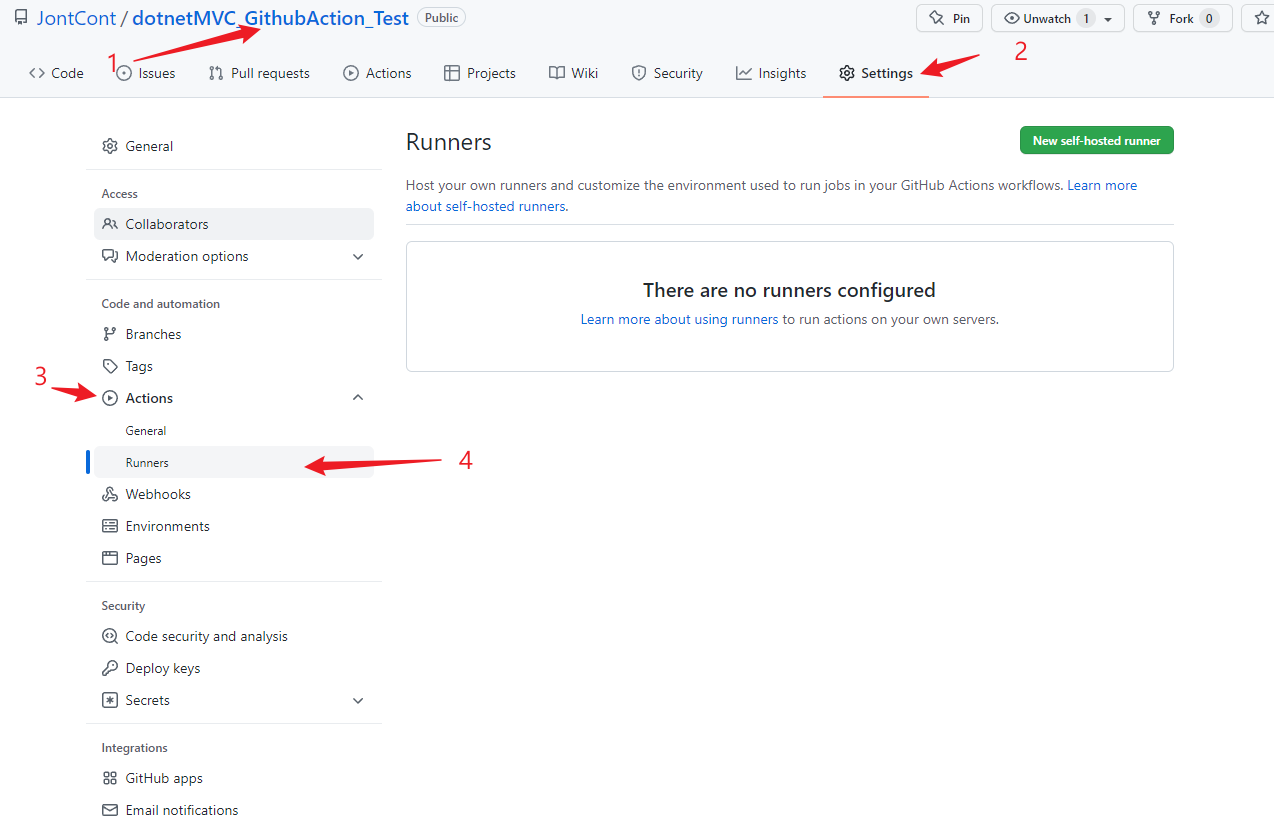 JontCont / dotnetMVC_GithubAction_Test Public
Pin
Unwatch 1
Fork 0
1
2
Code
Issues
Pull requests
Actions
Projects
Wiki
Security
Insights
Settings
General
Access
Collaborators
Moderation options
Code and automation
Branches
Tags
3
Actions
General
Runners
4
Webhooks
Environments
Pages
Security
Code security and analysis
Deploy keys
Secrets
Integrations
GitHub apps
Email notifications
Runners
New self-hosted runner
Host your own runners and customize the environment used to run jobs in your GitHub Actions workflows. Learn more
about self-hosted runners.
There are no runners configured
Learn more about using runners to run actions on your own servers.